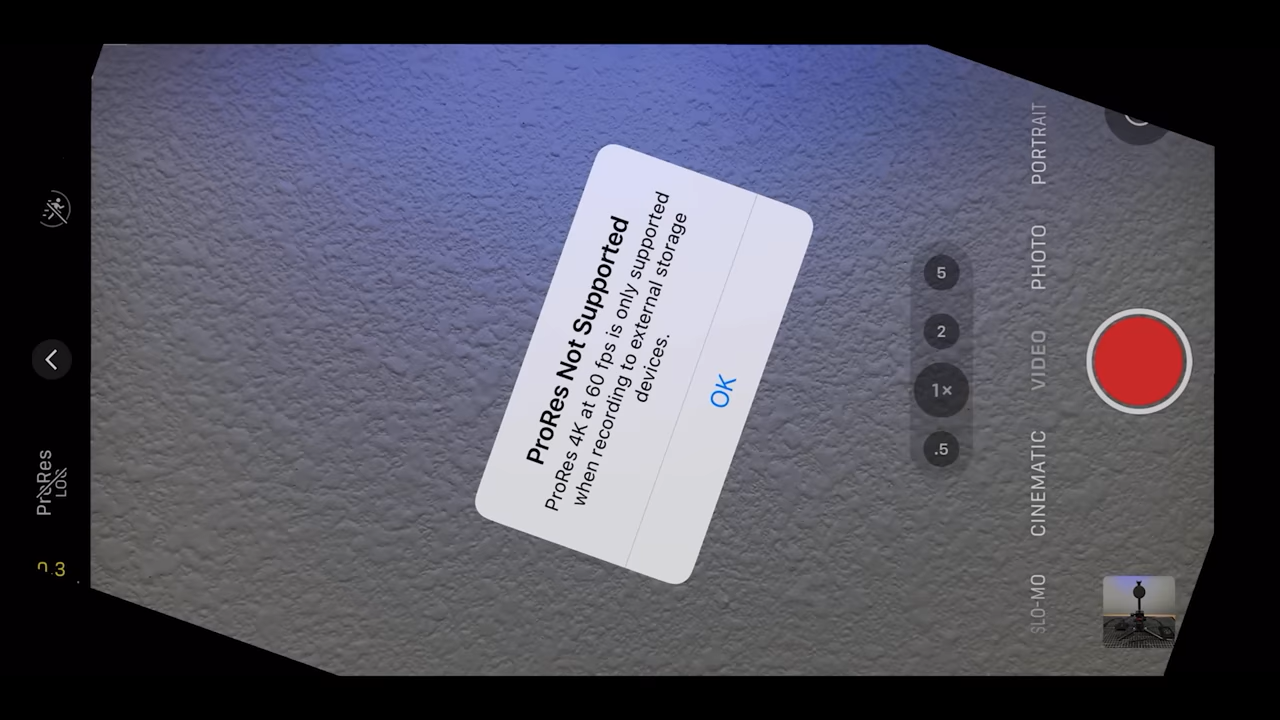 ProRes Not Supported
ProRes 4K at 60 fps is only supported
when recording to external storage
devices.
OK
5
2
1×
.5
PORTRAIT
PHOTO
VIDEO
CINEMATIC
SLO-MO
ProRes
LOG